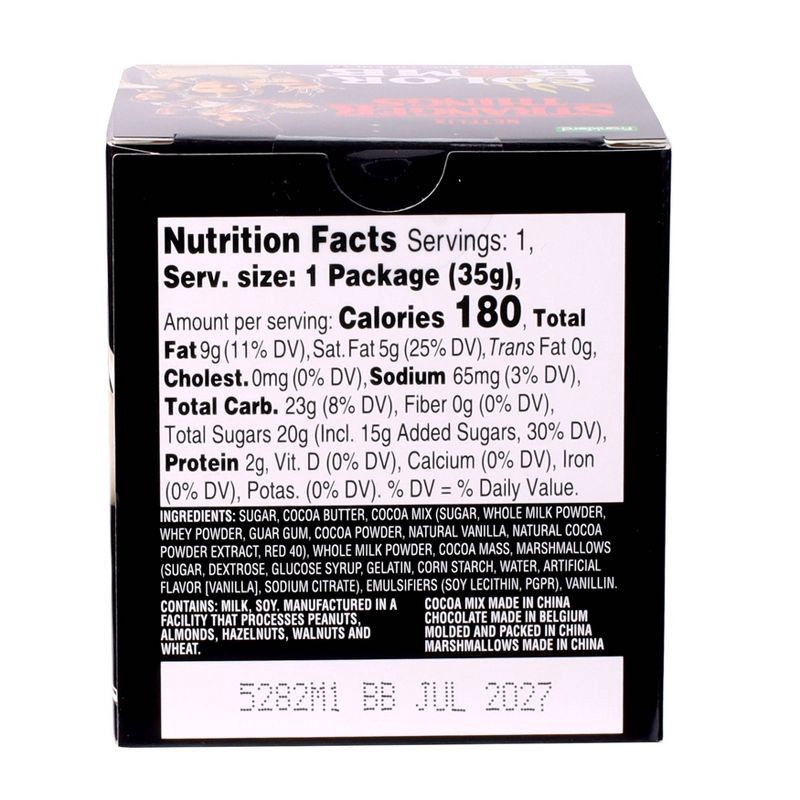 COLOR
BOMB
STRANGER
THINGS
NETFLIX
frankford
Nutrition Facts Servings: 1,
Serv. size: 1 Package (35g),
Amount per serving: Calories 180, Total
Fat 9g (11% DV), Sat. Fat 5g (25% DV), Trans Fat 0g,
Cholest. 0mg (0% DV), Sodium 65mg (3% DV),
Total Carb. 23g (8% DV), Fiber 0g (0% DV),
Total Sugars 20g (Incl. 15g Added Sugars, 30% DV),
Protein 2g, Vit. D (0% DV), Calcium (0% DV), Iron
(0% DV), Potas. (0% DV). % DV = % Daily Value.
INGREDIENTS: SUGAR, COCOA BUTTER, COCOA MIX (SUGAR, WHOLE MILK POWDER,
WHEY POWDER, GUAR GUM, COCOA POWDER, NATURAL VANILLA, NATURAL COCOA
POWDER EXTRACT, RED 40), WHOLE MILK POWDER, COCOA MASS, MARSHMALLOWS
(SUGAR, DEXTROSE, GLUCOSE SYRUP, GELATIN, CORN STARCH, WATER, ARTIFICIAL
FLAVOR [VANILLA], SODIUM CITRATE), EMULSIFIERS (SOY LECITHIN, PGPR), VANILLIN.
CONTAINS: MILK, SOY. MANUFACTURED IN A
FACILITY THAT PROCESSES PEANUTS,
ALMONDS, HAZELNUTS, WALNUTS AND
WHEAT.
COCOA MIX MADE IN CHINA
CHOCOLATE MADE IN BELGIUM
MOLDED AND PACKED IN CHINA
MARSHMALLOWS MADE IN CHINA
5282M1 BB JUL 2027